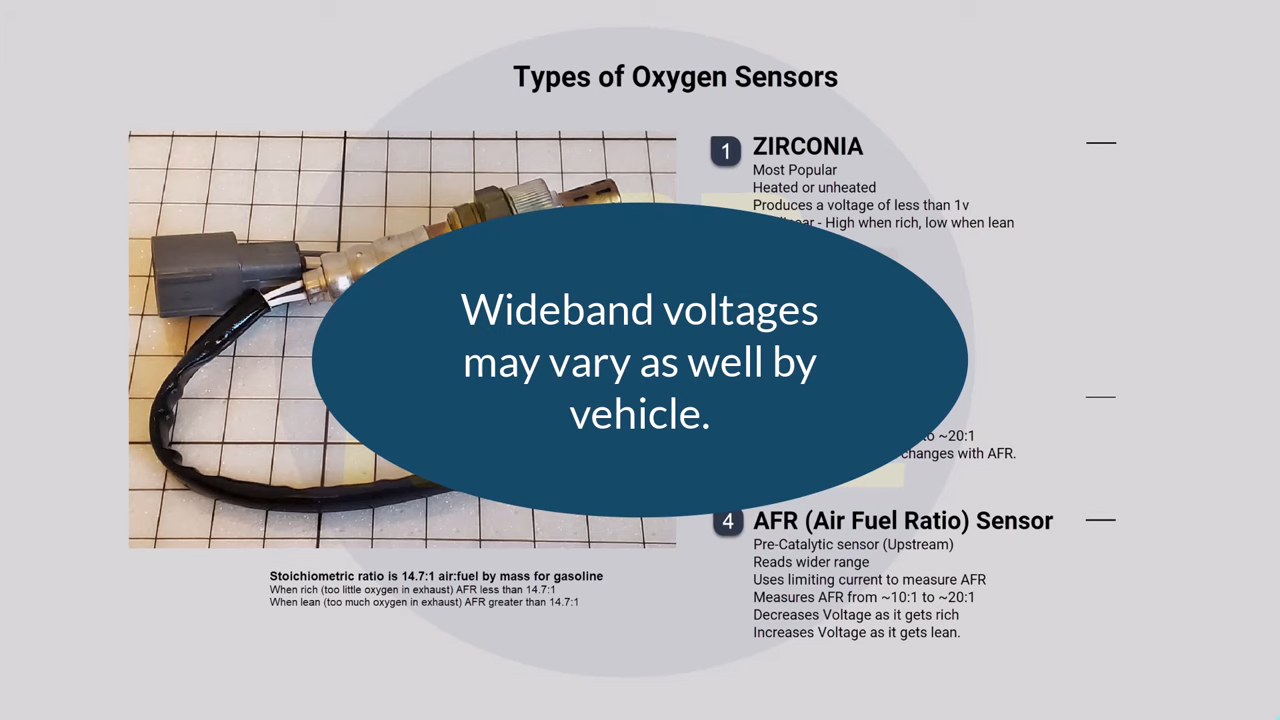 Types of Oxygen Sensors
1 ZIRCONIA
Most Popular
Heated or unheated
Produces a voltage of less than 1v
- High when rich, low when lean
Wideband voltages
may vary as well by
vehicle.
to ~20:1
changes with AFR.
4 AFR (Air Fuel Ratio) Sensor
Pre-Catalytic sensor (Upstream)
Reads wider range
Uses limiting current to measure AFR
Measures AFR from ~10:1 to ~20:1
Decreases Voltage as it gets rich
Increases Voltage as it gets lean.
Stoichiometric ratio is 14.7:1 air:fuel by mass for gasoline
When rich (too little oxygen in exhaust) AFR less than 14.7:1
When lean (too much oxygen in exhaust) AFR greater than 14.7:1